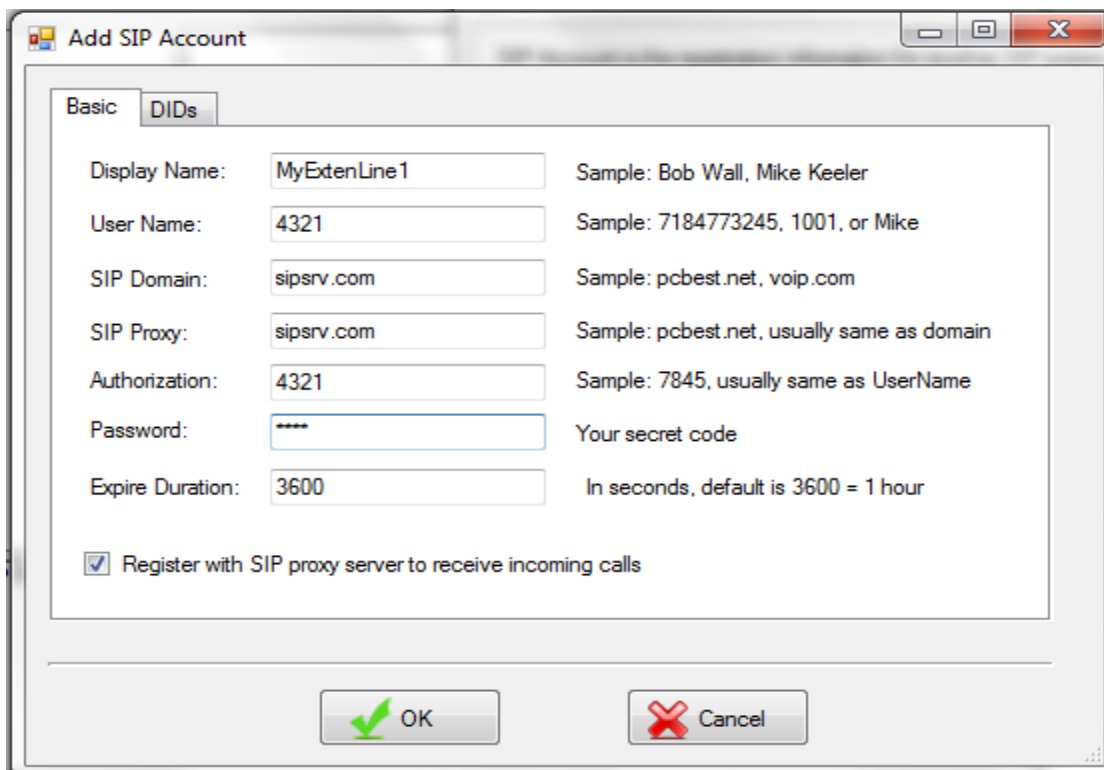 Add SIP Account
Basic DIDs
Display Name: MyExtenLine1 Sample: Bob Wall, Mike Keeler
User Name: 4321 Sample: 7184773245, 1001, or Mike
SIP Domain: sipsrv.com Sample: pcbest.net, voip.com
SIP Proxy: sipsrv.com Sample: pcbest.net, usually same as domain
Authorization: 4321 Sample: 7845, usually same as UserName
Password: **** Your secret code
Expire Duration: 3600 In seconds, default is 3600 = 1 hour
Register with SIP proxy server to receive incoming calls
OK Cancel